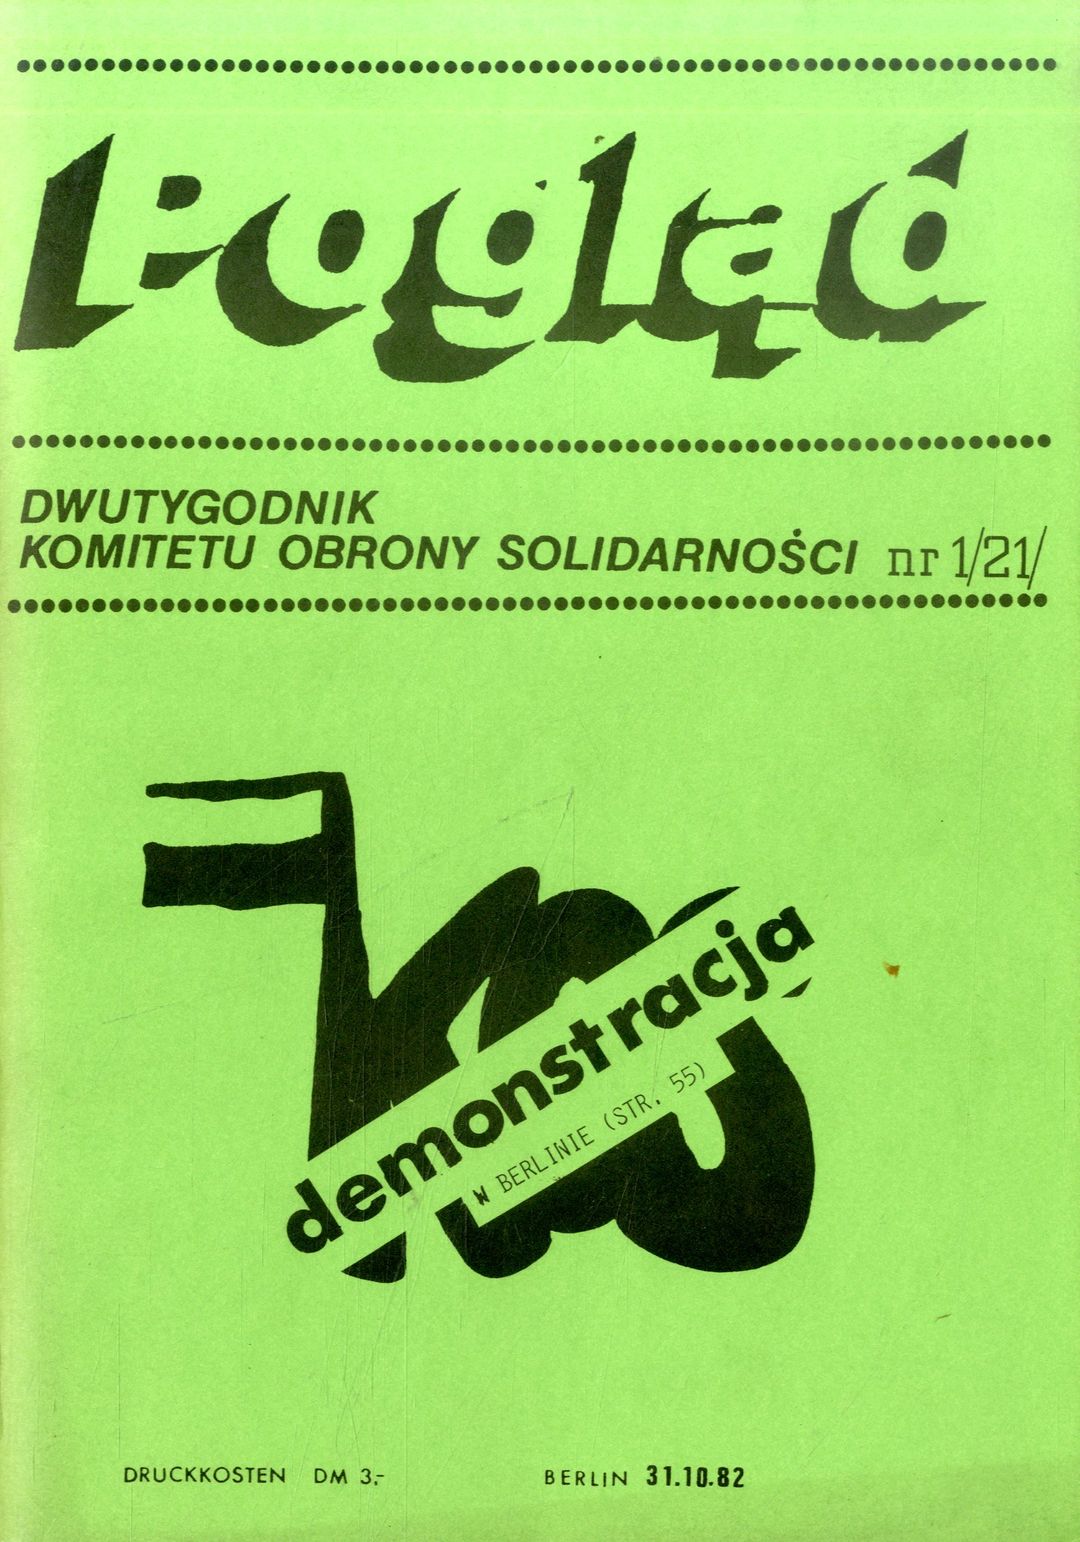 Pogląd
DWUTYGODNIK
KOMITETU OBRONY SOLIDARNOŚCI nr 1/21/
demonstracja
W BERLINIE (STR. 55)
DRUCKKOSTEN DM 3,-
BERLIN 31.10.82